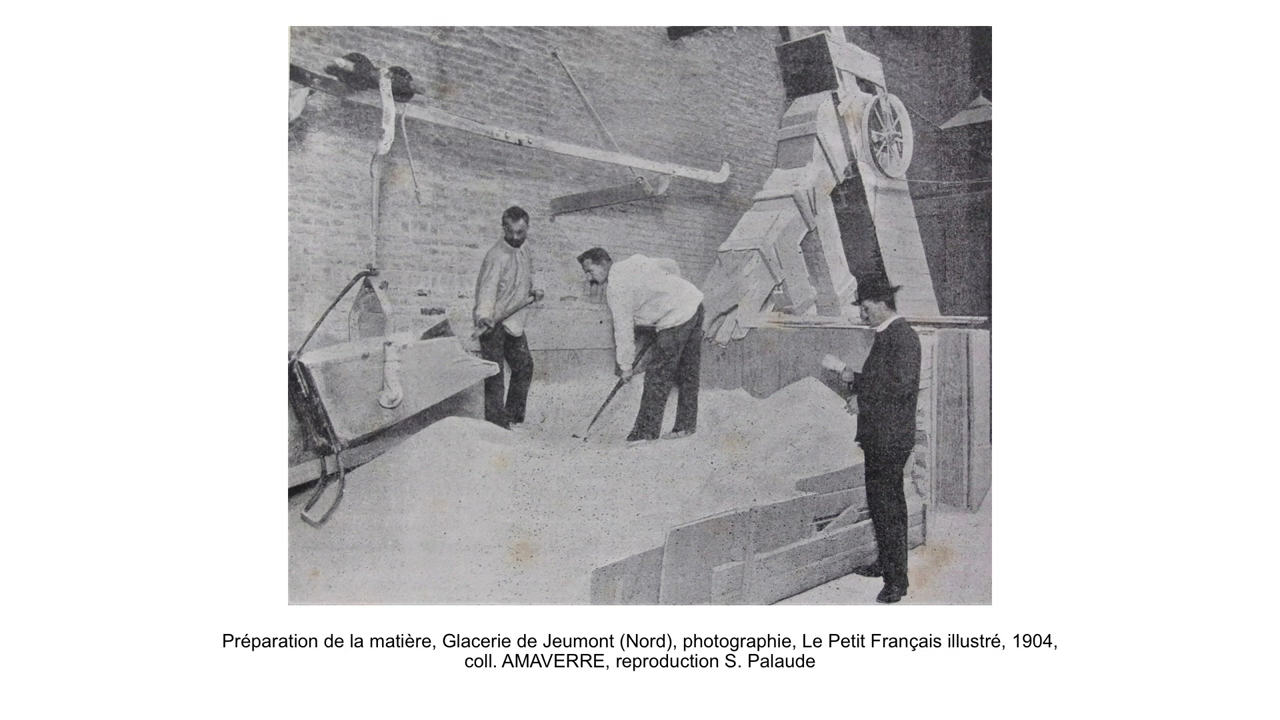 Préparation de la matière, Glacerie de Jeumont (Nord), photographie, Le Petit Français illustré, 1904,
coll. AMAVERRE, reproduction S. Palaude